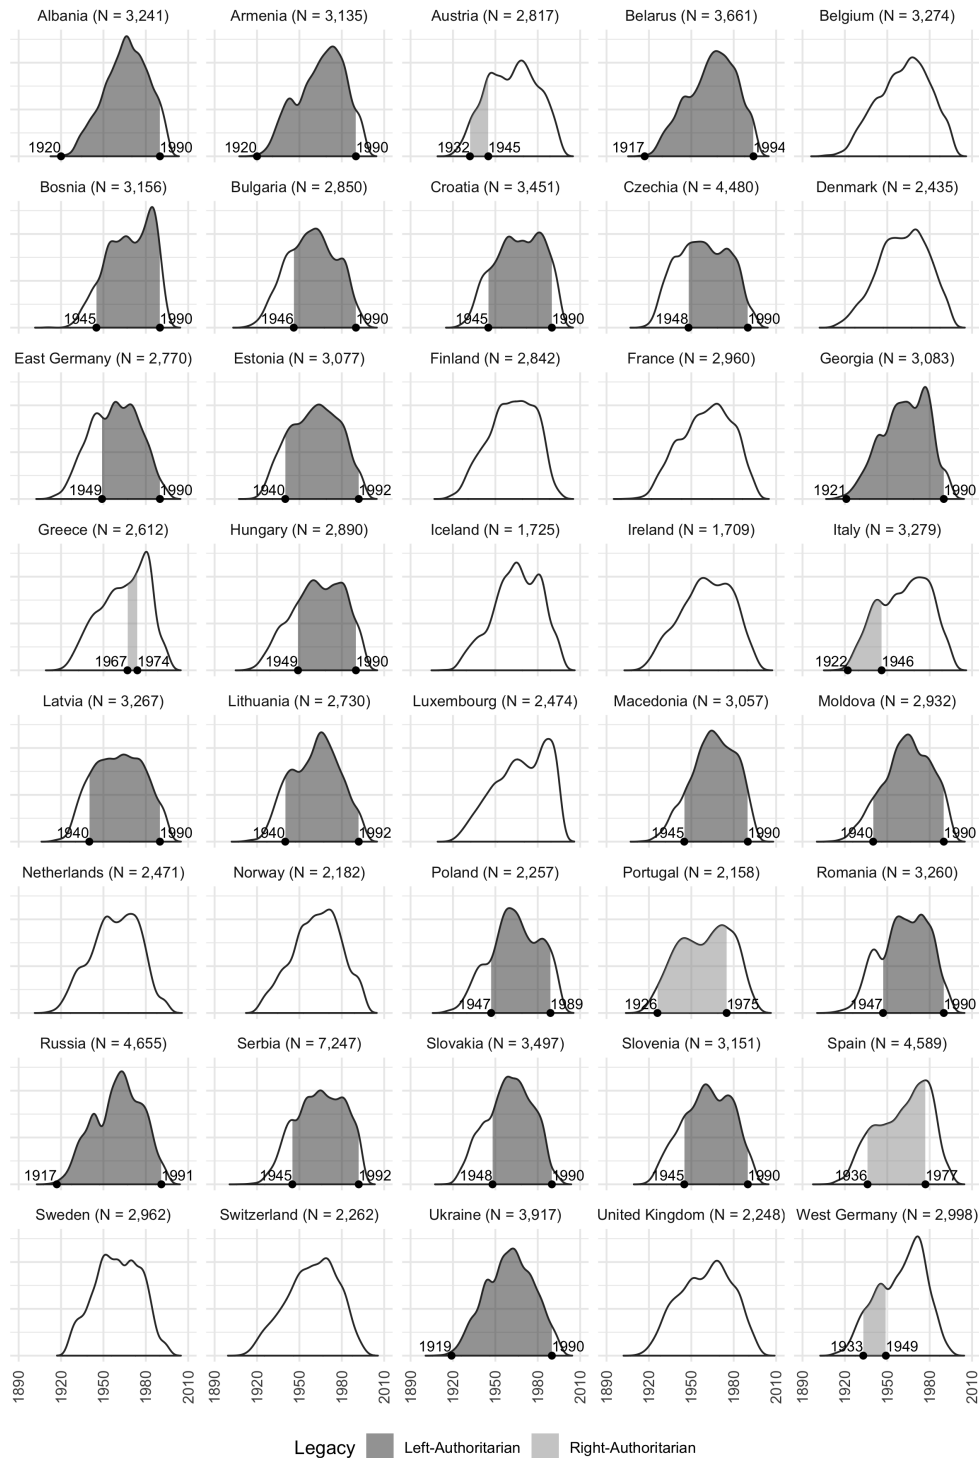 Albania (N = 3,241) Armenia (N = 3,135) Austria (N = 2,817) Belarus (N = 3,661) Belgium (N = 3,274)
1920 1990 1920 1990 1932 1945 1917 1994
Bosnia (N = 3,156) Bulgaria (N = 2,850) Croatia (N = 3,451) Czechia (N = 4,480) Denmark (N = 2,435)
1945 1990 1946 1990 1945 1990 1948 1990
East Germany (N = 2,770) Estonia (N = 3,077) Finland (N = 2,842) France (N = 2,960) Georgia (N = 3,083)
1949 1990 1940 1992 1921 1990
Greece (N = 2,612) Hungary (N = 2,890) Iceland (N = 1,725) Ireland (N = 1,709) Italy (N = 3,279)
1967 1974 1949 1990 1922 1946
Latvia (N = 3,267) Lithuania (N = 2,730) Luxembourg (N = 2,474) Macedonia (N = 3,057) Moldova (N = 2,932)
1940 1990 1940 1992 1945 1990 1940 1990
Netherlands (N = 2,471) Norway (N = 2,182) Poland (N = 2,257) Portugal (N = 2,158) Romania (N = 3,260)
1947 1989 1926 1975 1947 1990
Russia (N = 4,655) Serbia (N = 7,247) Slovakia (N = 3,497) Slovenia (N = 3,151) Spain (N = 4,589)
1917 1991 1945 1992 1948 1990 1945 1990 1936 1977
Sweden (N = 2,962) Switzerland (N = 2,262) Ukraine (N = 3,917) United Kingdom (N = 2,248) West Germany (N = 2,998)
1919 1990 1933 1949
1890 1920 1950 1980 2010 1890 1920 1950 1980 2010 1890 1920 1950 1980 2010 1890 1920 1950 1980 2010 1890 1920 1950 1980 2010
Legacy Left-Authoritarian Right-Authoritarian